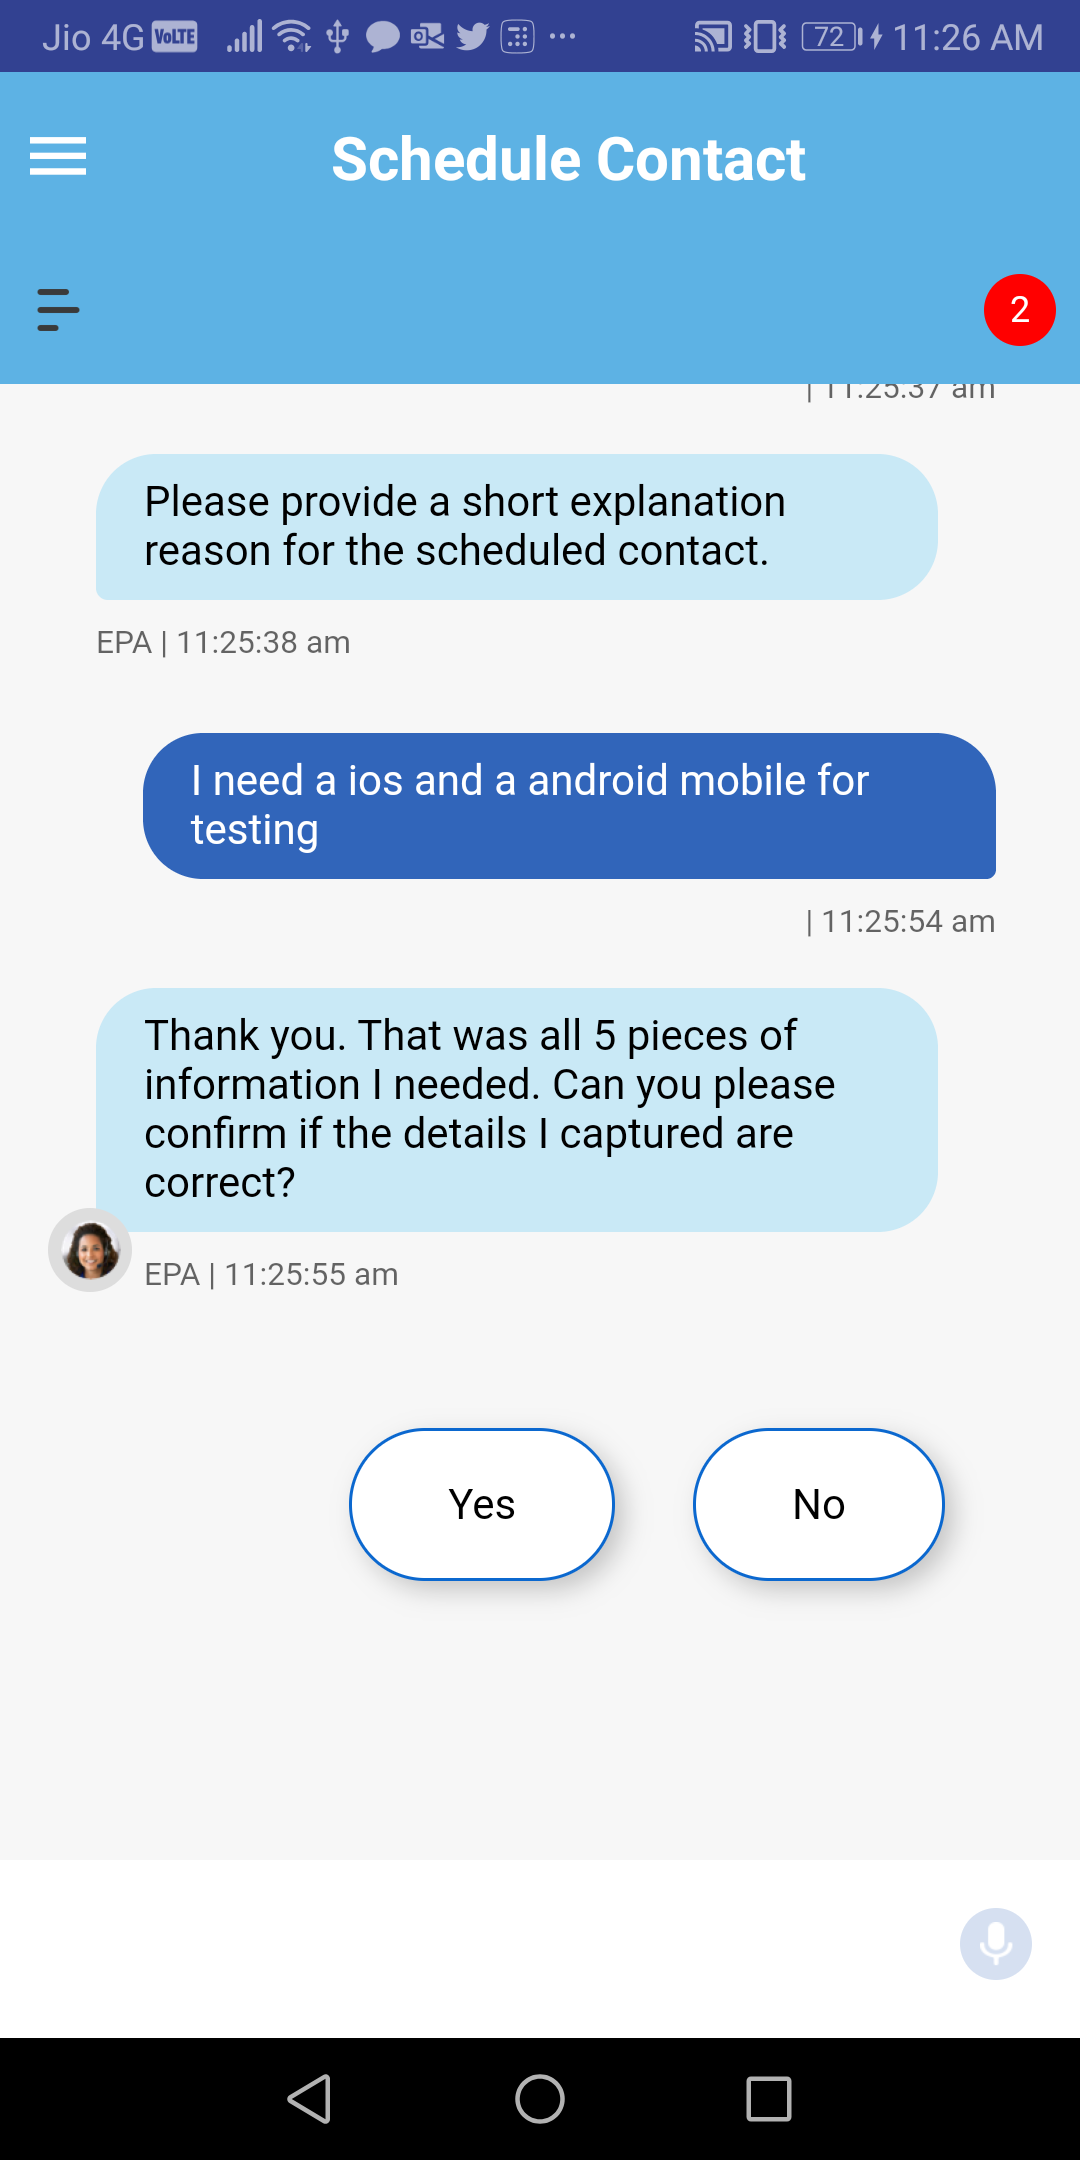 Jio 4G VoLTE 72 11:26 AM
Schedule Contact
2
| 11:25:37 am
Please provide a short explanation
reason for the scheduled contact.
EPA | 11:25:38 am
I need a ios and a android mobile for
testing
| 11:25:54 am
Thank you. That was all 5 pieces of
information I needed. Can you please
confirm if the details I captured are
correct?
EPA | 11:25:55 am
Yes No